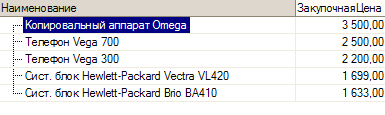 Наименование ЗакупочнаяЦена
Копировальный аппарат Omega 3 500,00
Телефон Vega 700 2 500,00
Телефон Vega 300 2 200,00
Сист. блок Hewlett-Packard Vectra VL420 1 699,00
Сист. блок Hewlett-Packard Brio BA410 1 633,00